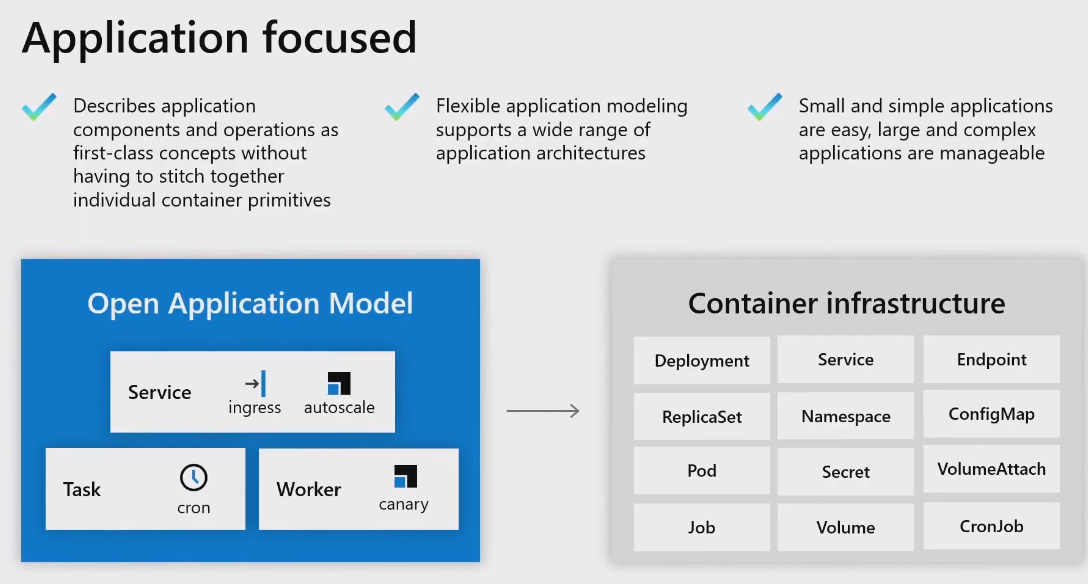 Application focused
Describes application
components and operations as
first-class concepts without
having to stitch together
individual container primitives
Flexible application modeling
supports a wide range of
application architectures
Small and simple applications
are easy, large and complex
applications are manageable
Open Application Model
Service
ingress
autoscale
Task
cron
Worker
canary
Container infrastructure
Deployment
Service
Endpoint
ReplicaSet
Namespace
ConfigMap
Pod
Secret
VolumeAttach
Job
Volume
CronJob